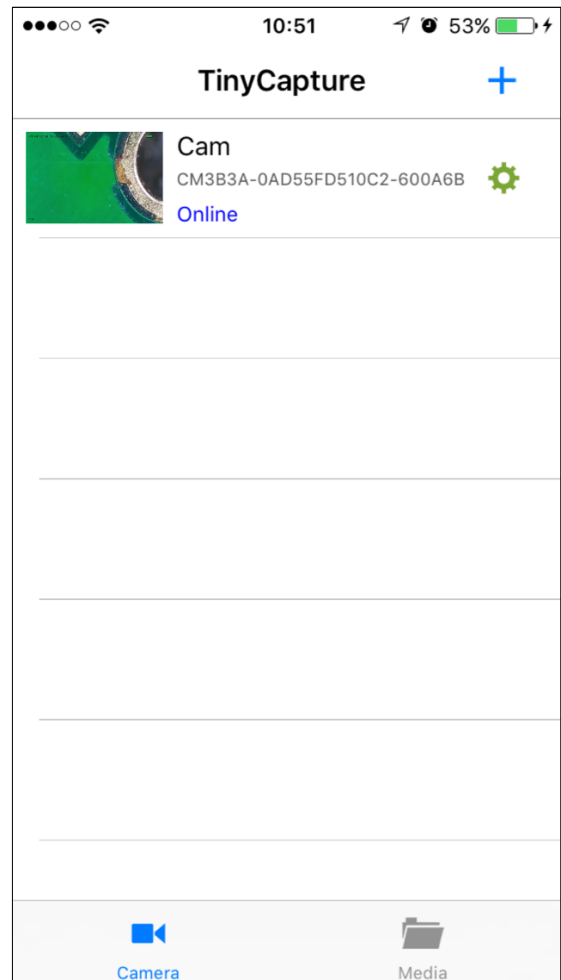 10:51
53%
TinyCapture
Cam
CM3B3A-0AD55FD510C2-600A6B
Online
Camera
Media